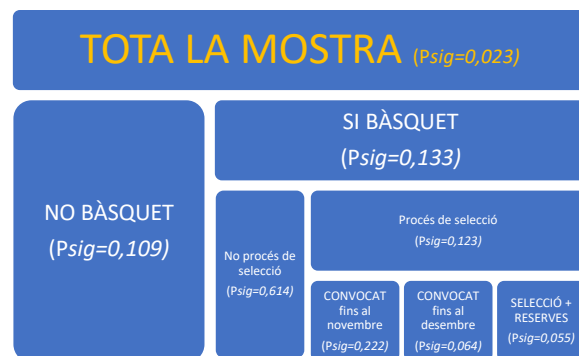 TOTA LA MOSTRA (Psig=0,023)
NO BÀSQUET
(Psig=0,109)
SI BÀSQUET
(Psig=0,133)
No procés de
selecció
(Psig=0,614)
Procés de selecció
(Psig=0,123)
CONVOCAT
fins al
novembre
(Psig=0,222)
CONVOCAT
fins al
desembre
(Psig=0,064)
SELECCIÓ +
RESERVES
(Psig=0,055)